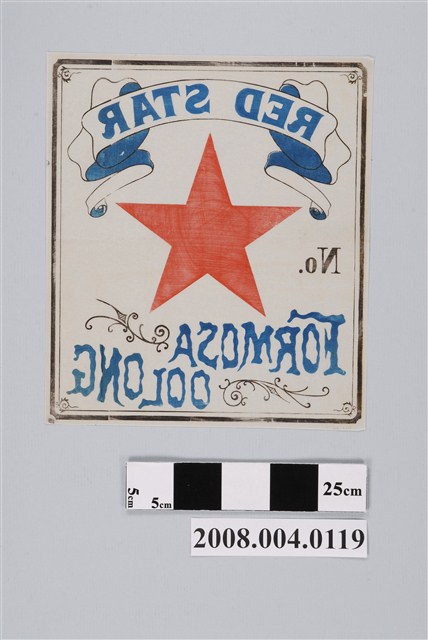 RED STAR
No.
FORMOSA
OOLONG
5cm
5cm
25cm
2008.004.0119